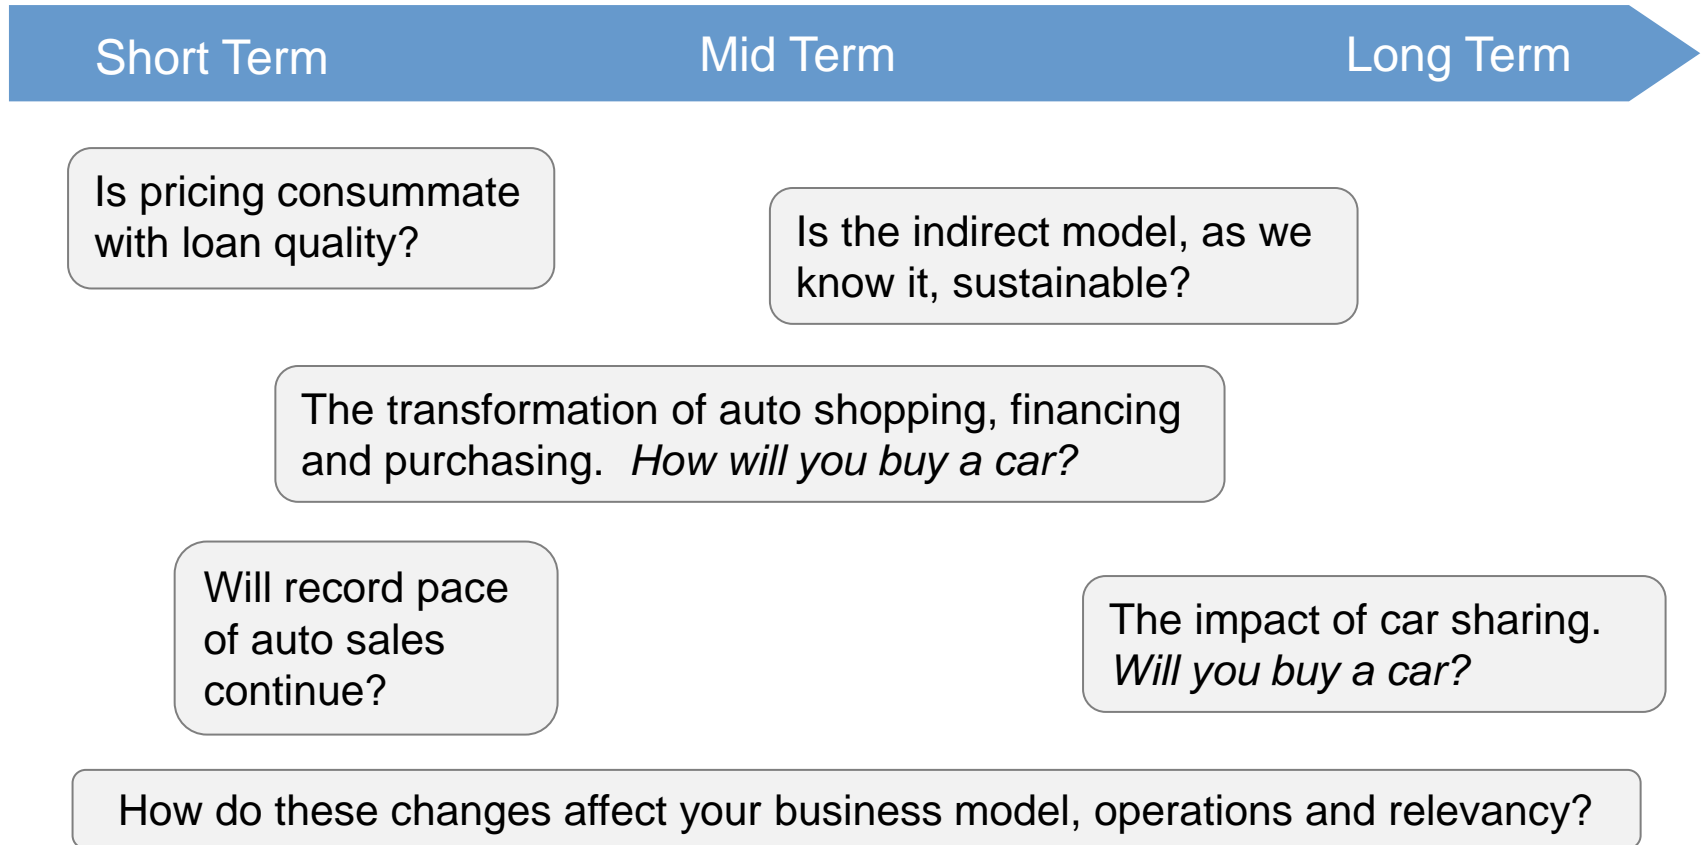 Short Term
Mid Term
Long Term
Is pricing consummate
with loan quality?
Is the indirect model, as we
know it, sustainable?
The transformation of auto shopping, financing
and purchasing. How will you buy a car?
Will record pace
of auto sales
continue?
The impact of car sharing.
Will you buy a car?
How do these changes affect your business model, operations and relevancy?